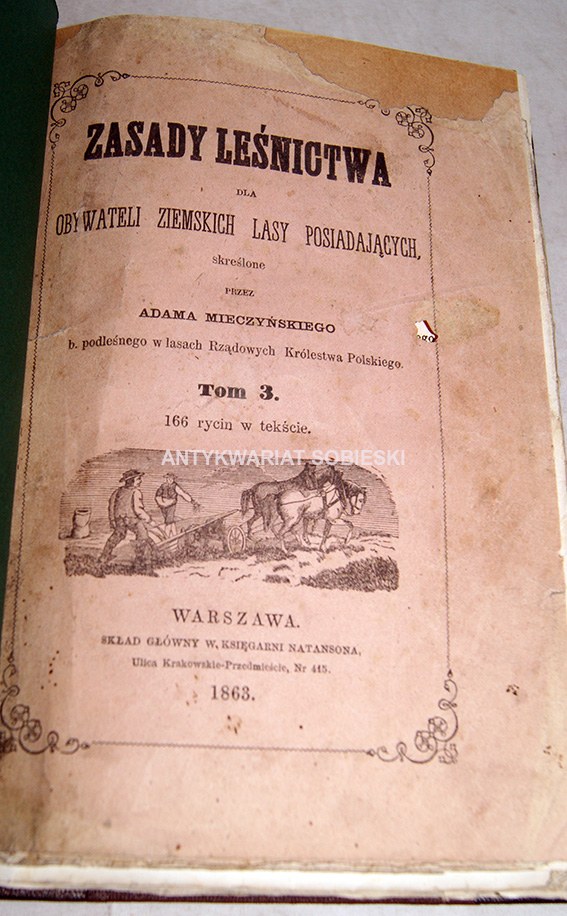 ZASADY LEŚNICTWA
DLA
OBYWATELI ZIEMSKICH LASY POSIADAJĄCYCH,
skreślone
PRZEZ
ADAMA MIECZYŃSKIEGO
b. podleśnego w lasach Rządowych Królestwa Polskiego.
Tom 3.
166 rycin w tekście.
ANTYKWARIAT SOBIESKI
WARSZAWA.
SKŁAD GŁÓWNY W, KSIĘGARNI NATANSONA,
Ulica Krakowskie-Przedmieście, Nr 415.
1863.